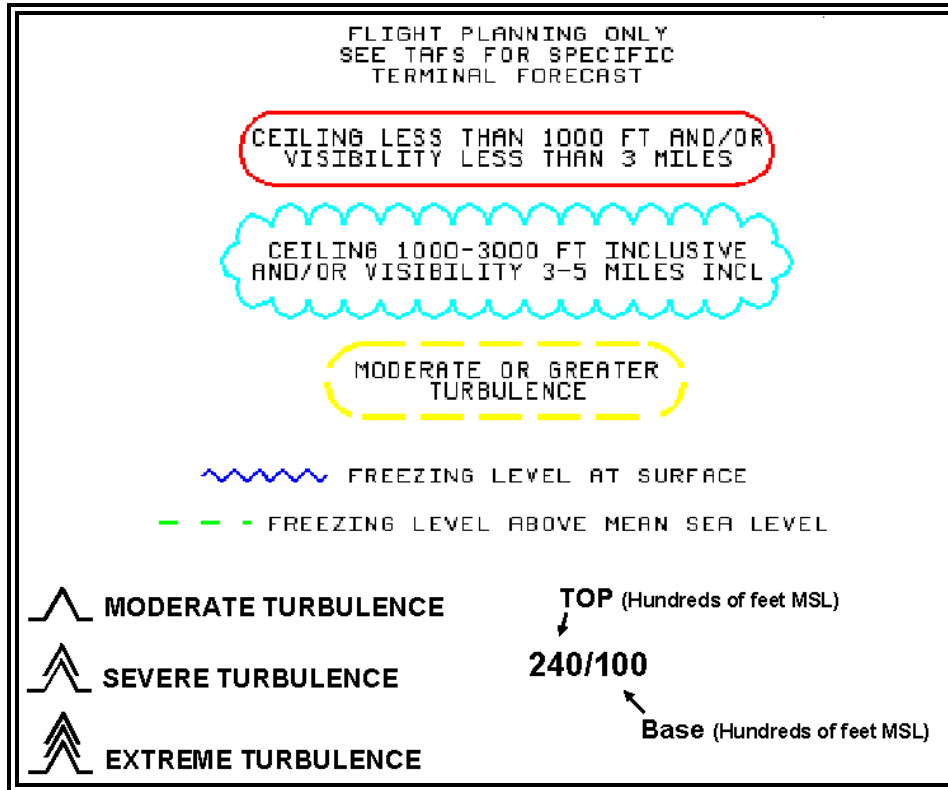 FLIGHT PLANNING ONLY
SEE TAFS FOR SPECIFIC
TERMINAL FORECAST
CEILING LESS THAN 1000 FT AND/OR
VISIBILITY LESS THAN 3 MILES
CEILING 1000-3000 FT INCLUSIVE
AND/OR VISIBILITY 3-5 MILES INCL
MODERATE OR GREATER
TURBULENCE
FREEZING LEVEL AT SURFACE
FREEZING LEVEL ABOVE MEAN SEA LEVEL
MODERATE TURBULENCE
SEVERE TURBULENCE
EXTREME TURBULENCE
TOP (Hundreds of feet MSL)
240/100
Base (Hundreds of feet MSL)